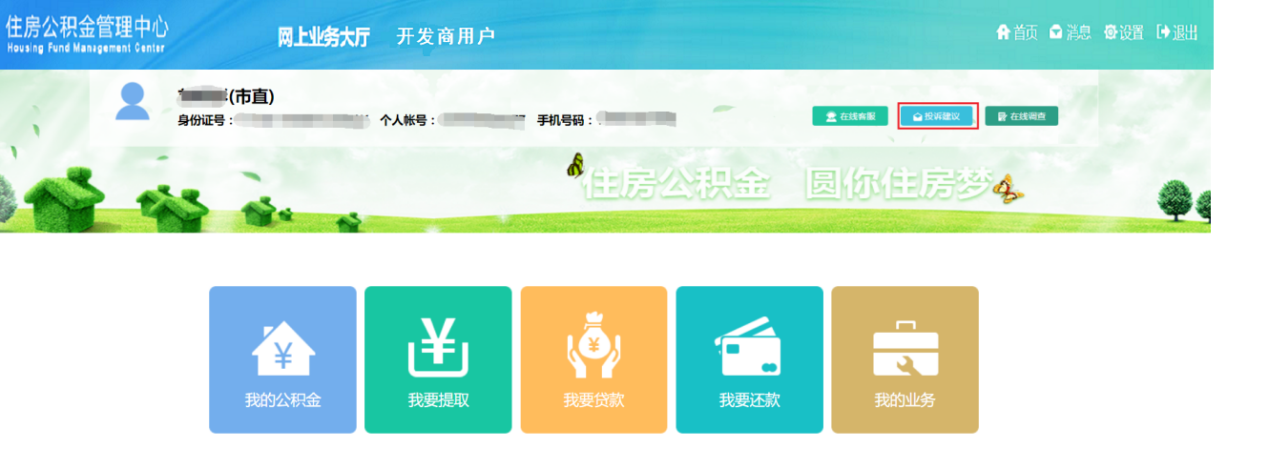 住房公积金管理中心
Housing Fund Management Center
网上业务大厅 开发商用户
首页 消息 设置 退出
(市直)
身份证号： 个人帐号： 手机号码：
在线客服 投诉建议 在线调查
住房公积金 圆你住房梦
我的公积金 我要提取 我要贷款 我要还款 我的业务